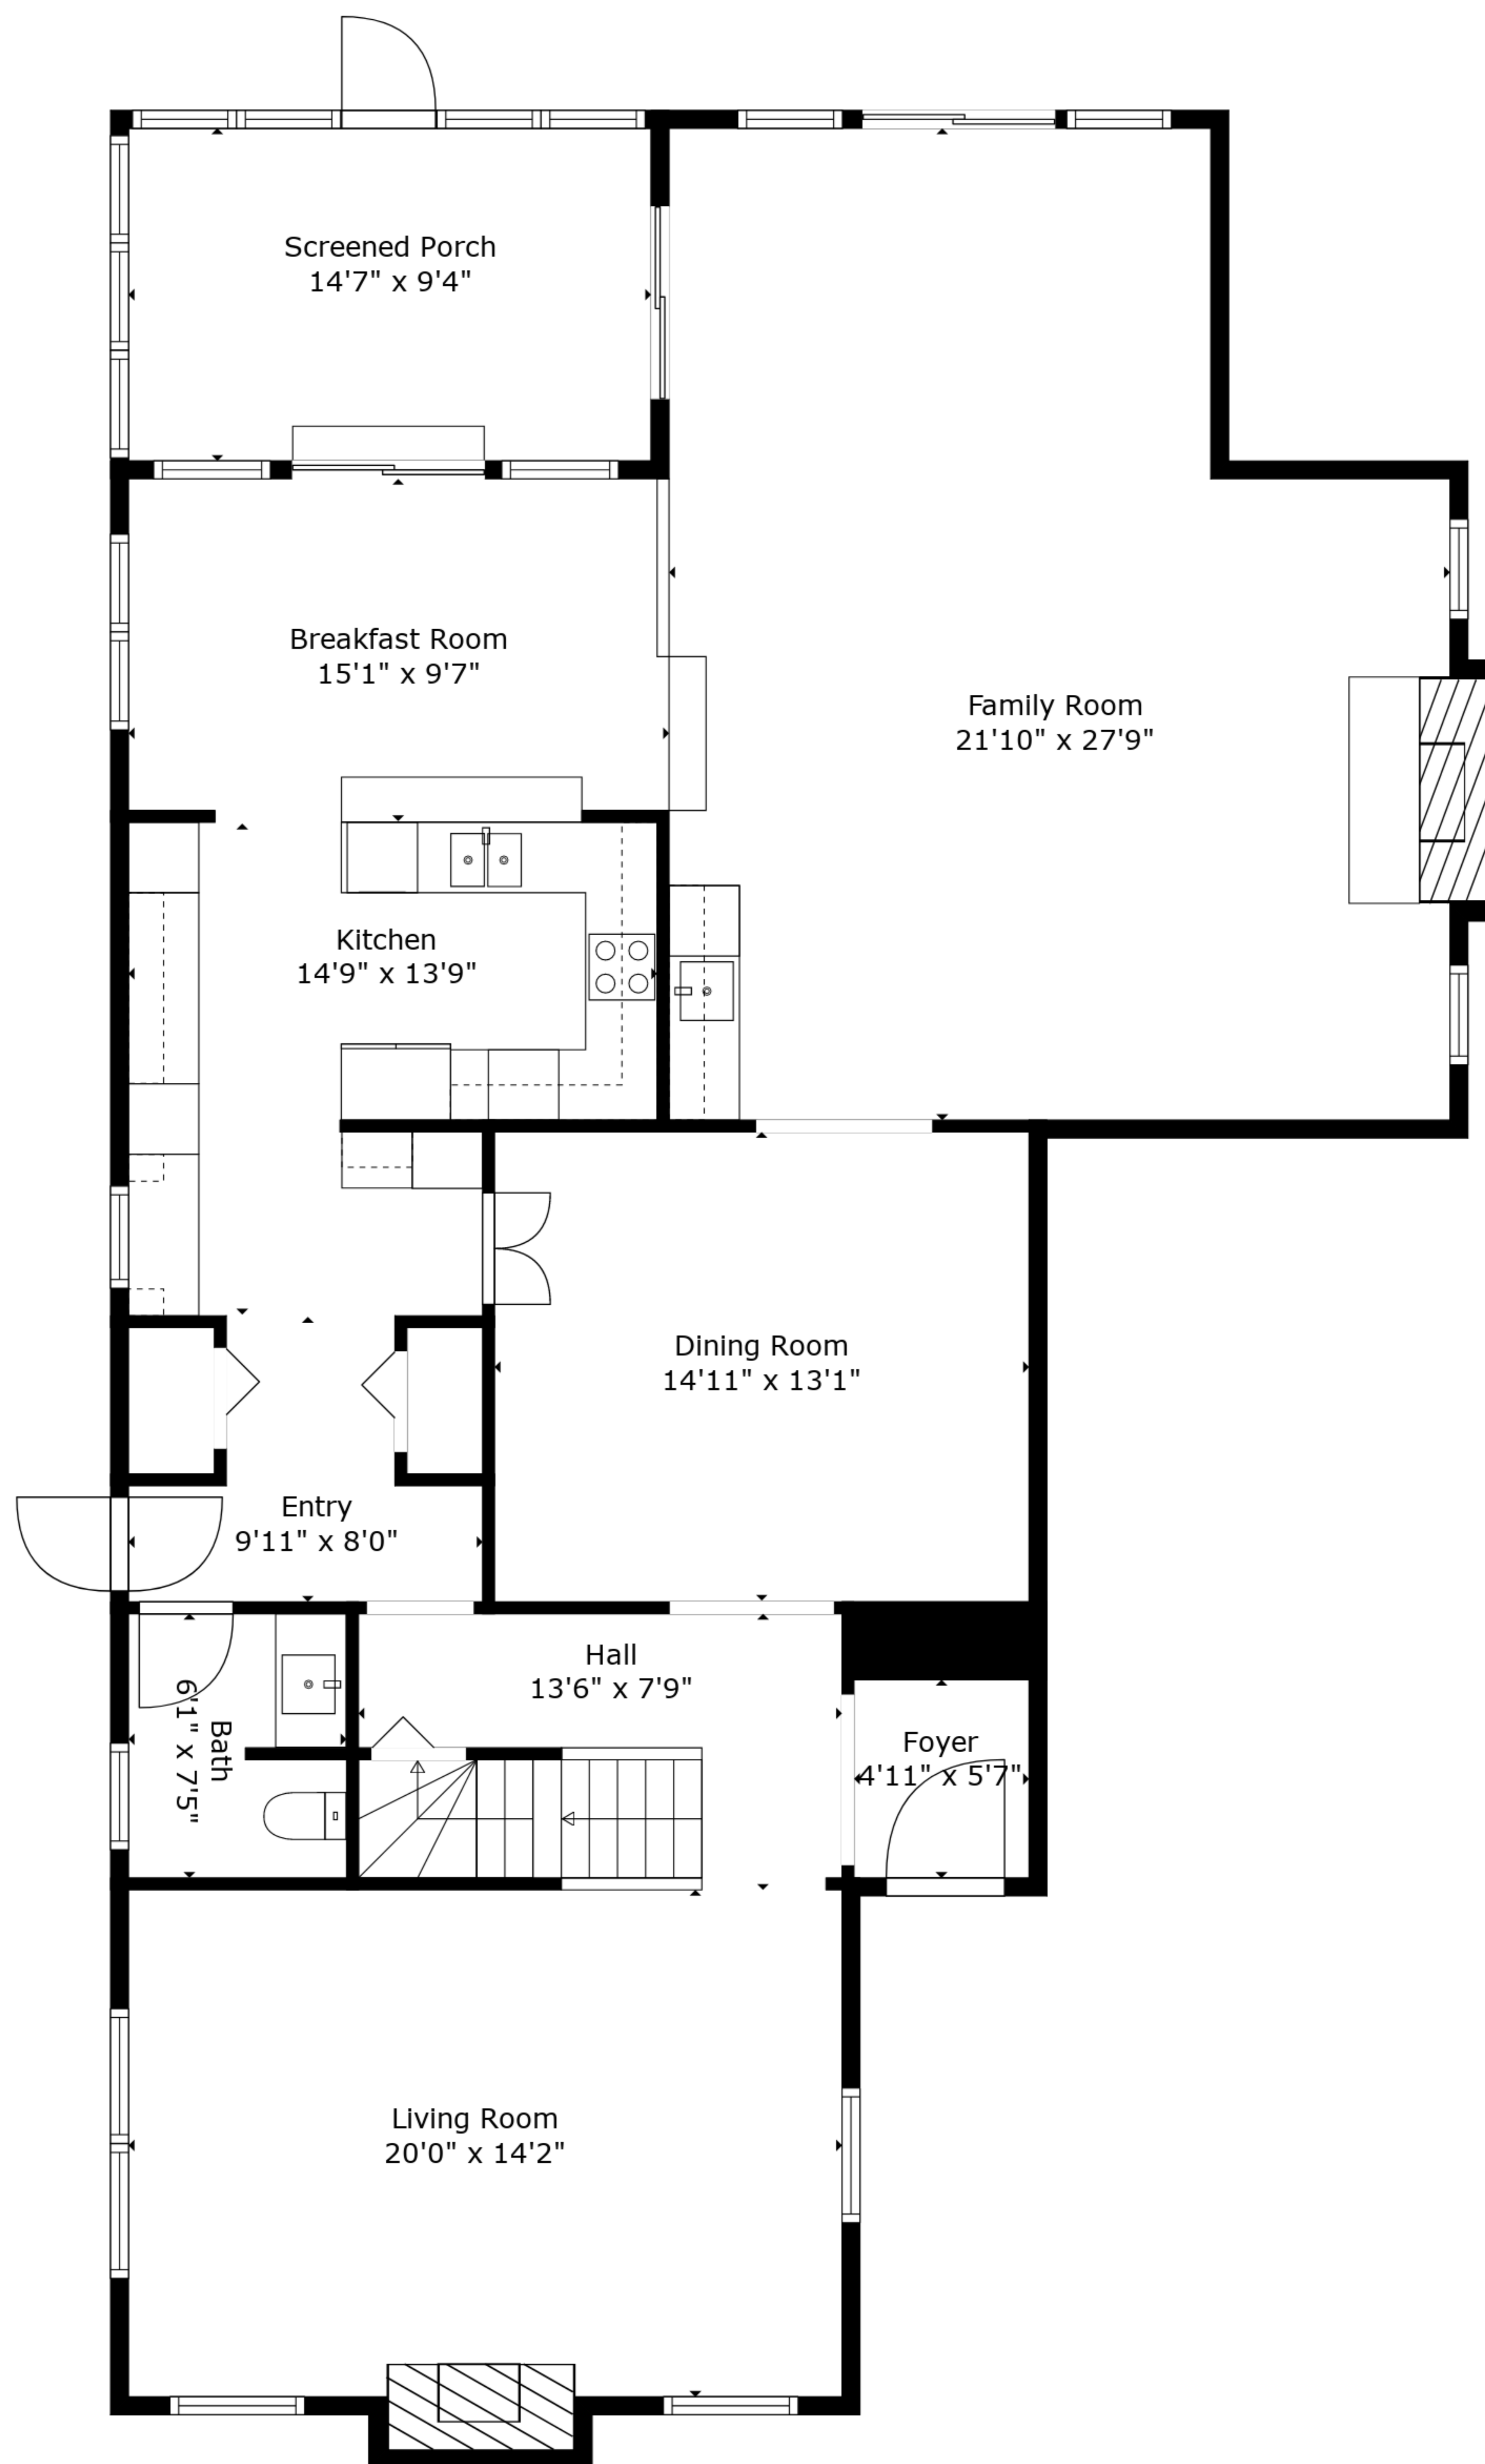 Screened Porch
14'7" x 9'4"
Breakfast Room
15'1" x 9'7"
Family Room
21'10" x 27'9"
Kitchen
14'9" x 13'9"
Dining Room
14'11" x 13'1"
Entry
9'11" x 8'0"
Hall
13'6" x 7'9"
Bath
6'1" x 7'5"
Foyer
4'11" x 5'7"
Living Room
20'0" x 14'2"